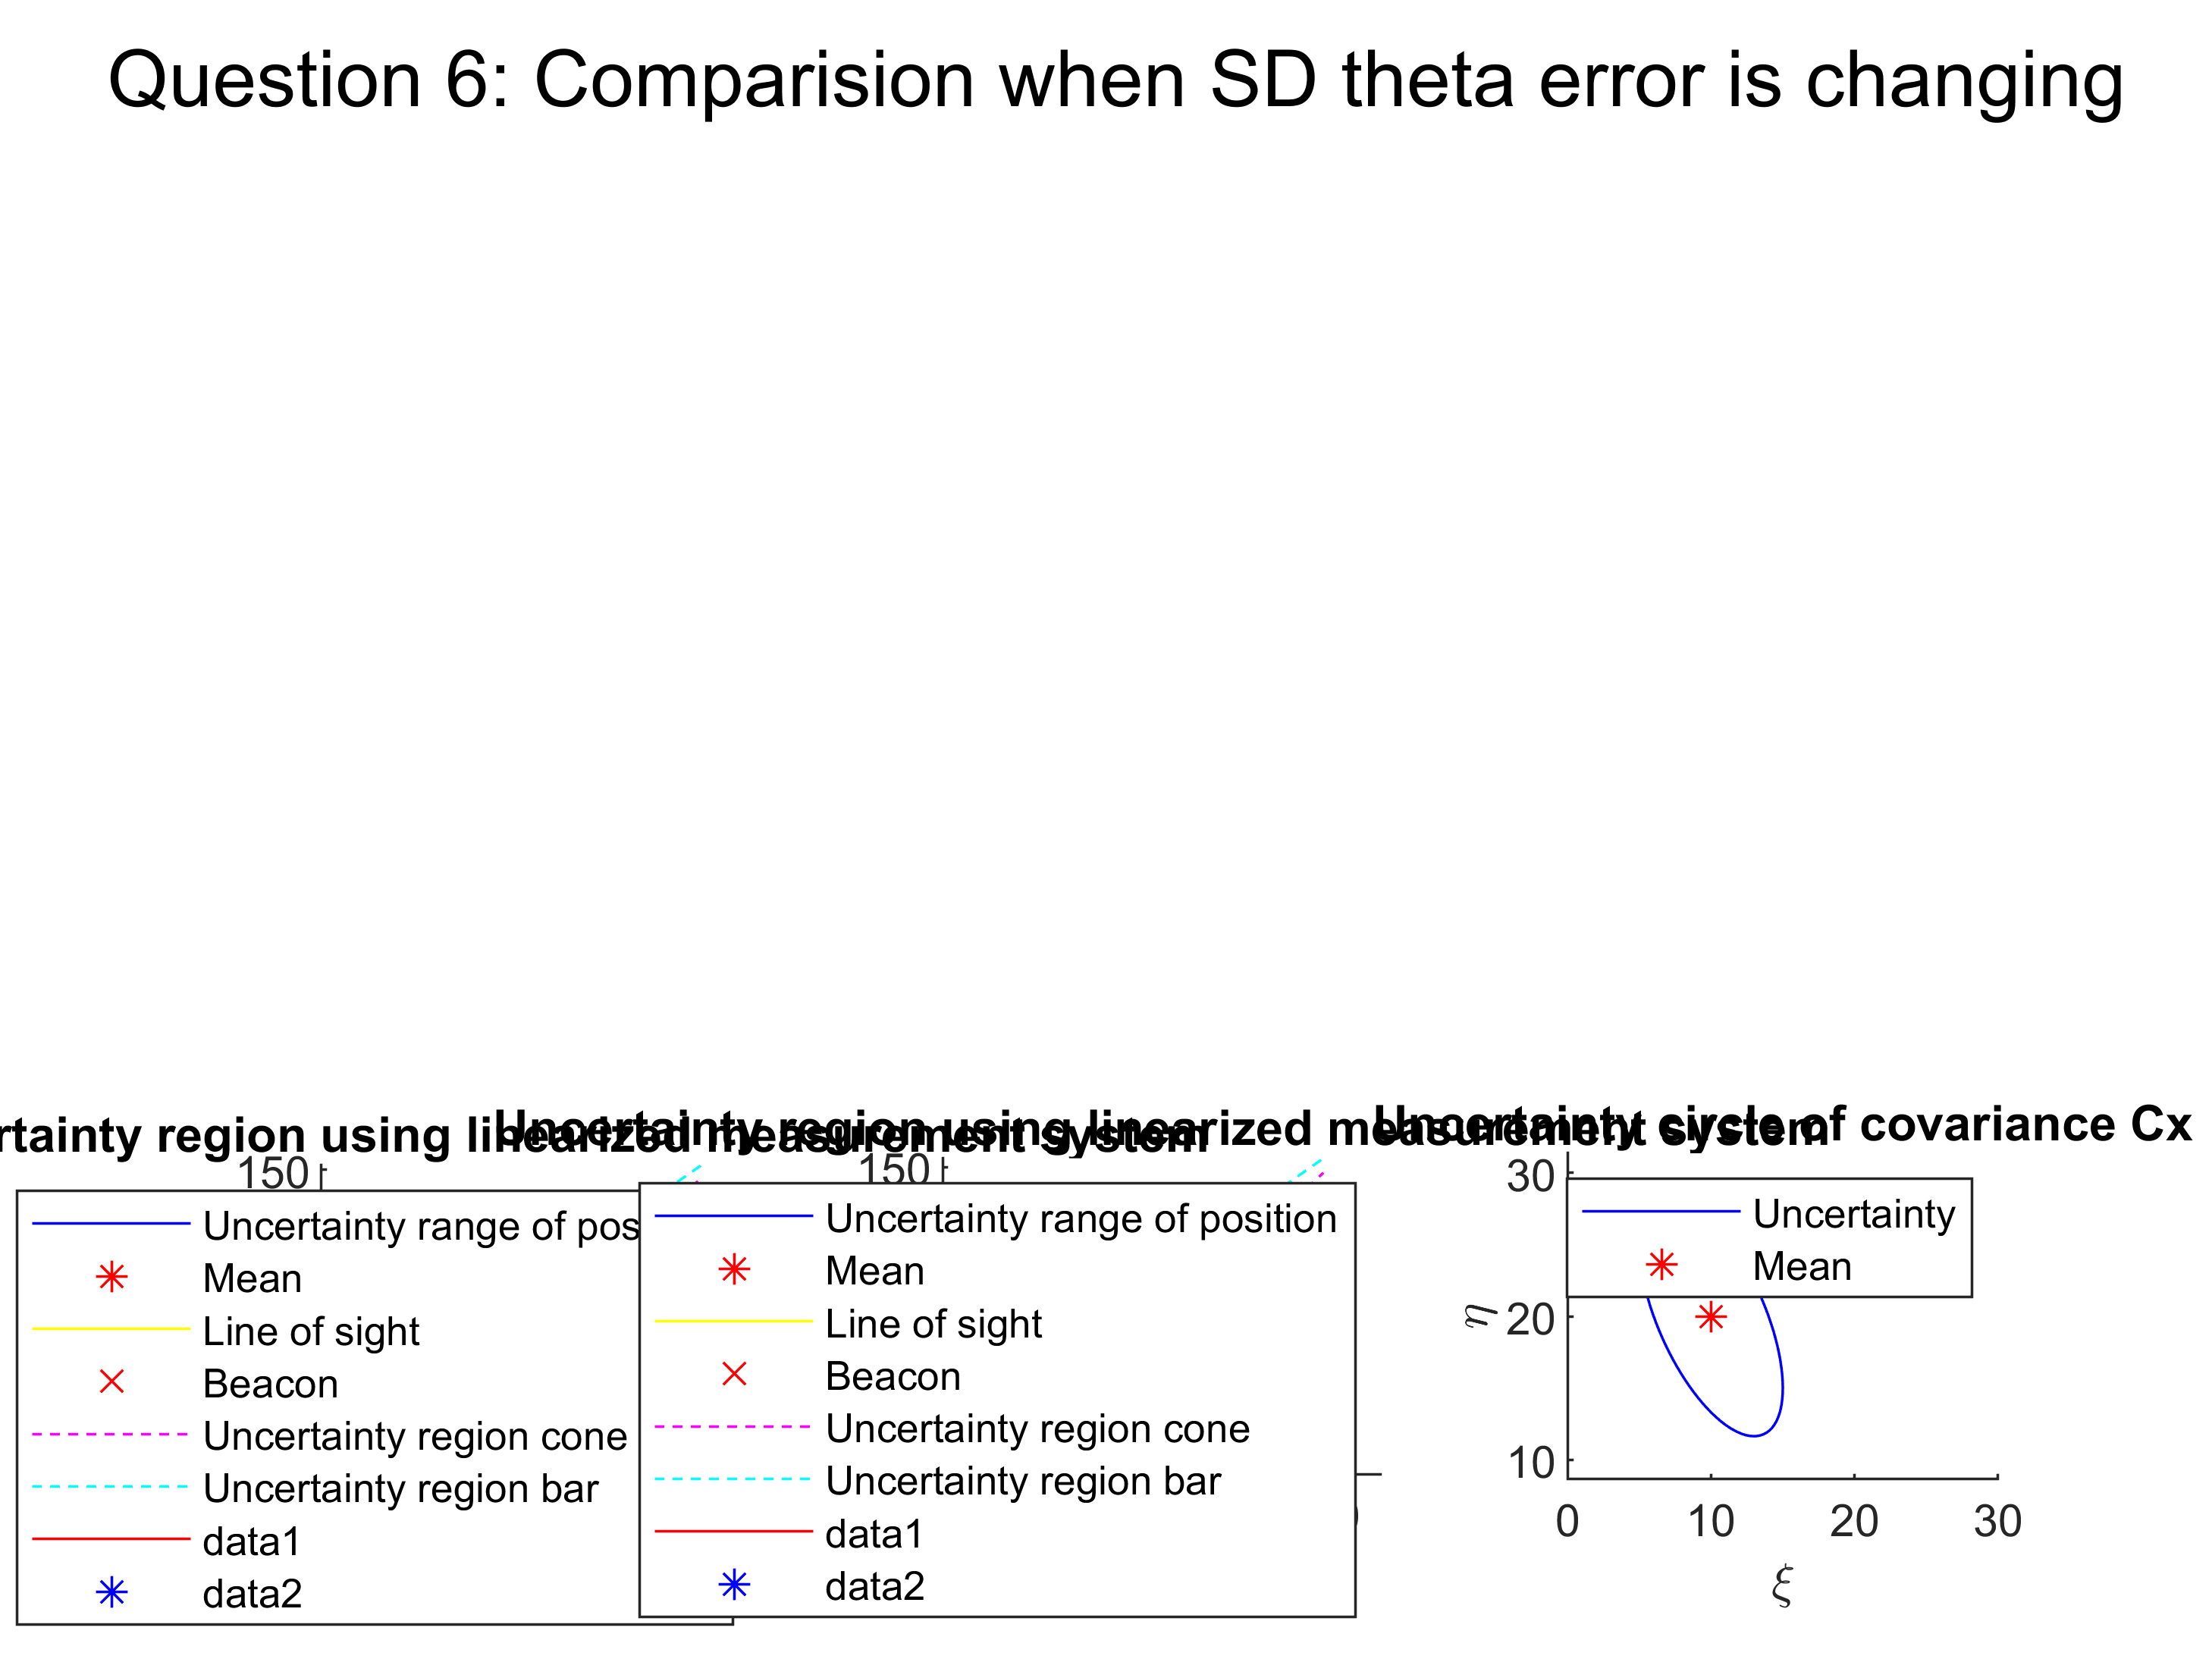 Question 6: Comparision when SD theta error is changing
rtainty region using linearized measurement system
Uncertainty region using linearized measurement system
Uncertainty circle of covariance Cx
150
Uncertainty range of pos
Mean
Line of sight
Beacon
Uncertainty region cone
Uncertainty region bar
data1
data2
150
Uncertainty range of position
Mean
Line of sight
Beacon
Uncertainty region cone
Uncertainty region bar
data1
data2
30
20
10
η
Uncertainty
Mean
0 10 20 30
ξ